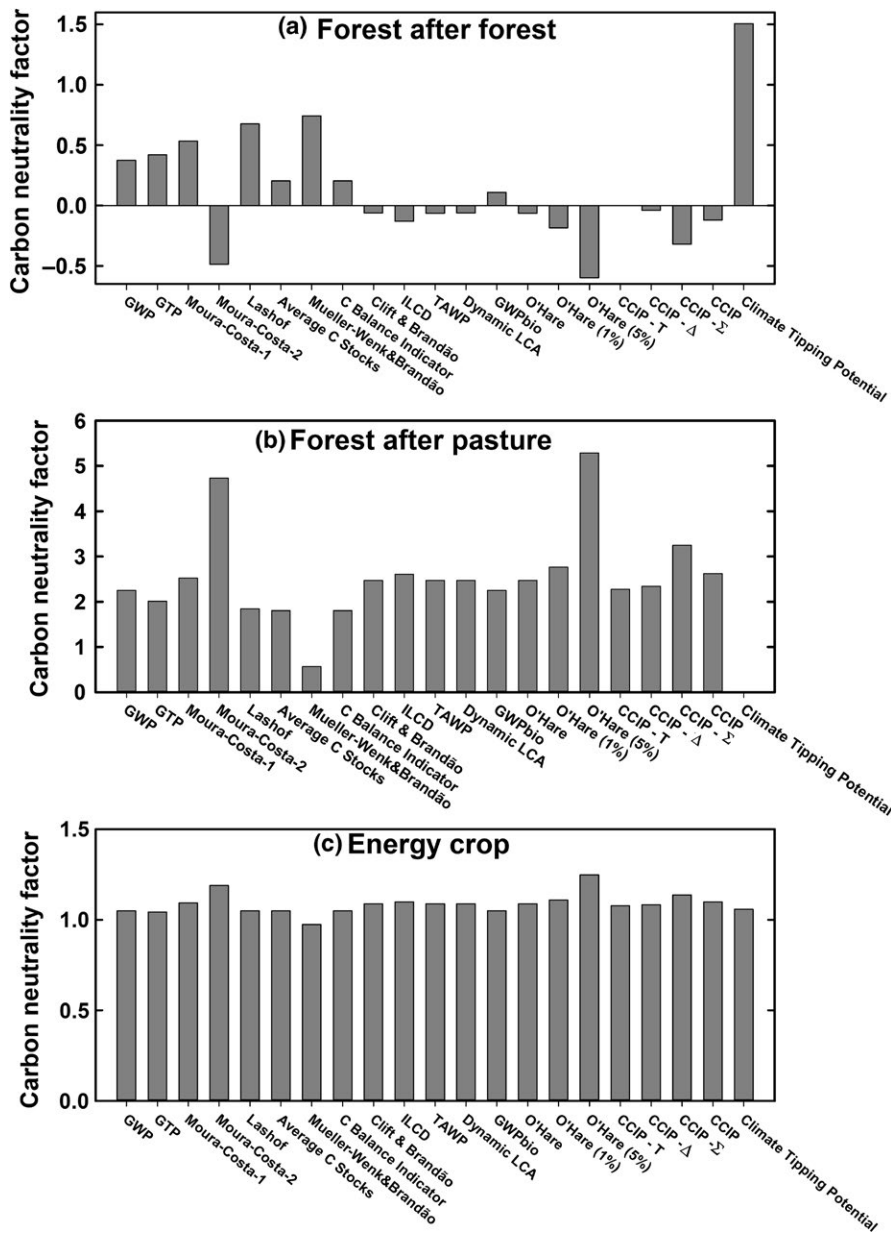 (a) Forest after forest
Carbon neutrality factor
1.5
1.0
0.5
0.0
–0.5
GWP
GTP
Moura-Costa-1
Moura-Costa-2
Lashof
Average C Stocks
Mueller-Wenk&Brandão
C Balance Indicator
Clift & Brandão
ILCD
TAWP
Dynamic LCA
GWPbio
O'Hare
O'Hare (1%)
O'Hare (5%)
CCIP - T
CCIP - Δ
CCIP - Σ
CCIP
Climate Tipping Potential
(b) Forest after pasture
Carbon neutrality factor
6
5
4
3
2
1
0
GWP
GTP
Moura-Costa-1
Moura-Costa-2
Lashof
Average C Stocks
Mueller-Wenk&Brandão
C Balance Indicator
Clift & Brandão
ILCD
TAWP
Dynamic LCA
GWPbio
O'Hare
O'Hare (1%)
O'Hare (5%)
CCIP - T
CCIP - Δ
CCIP - Σ
CCIP
Climate Tipping Potential
(c) Energy crop
Carbon neutrality factor
1.5
1.0
0.5
0.0
GWP
GTP
Moura-Costa-1
Moura-Costa-2
Lashof
Average C Stocks
Mueller-Wenk&Brandão
C Balance Indicator
Clift & Brandão
ILCD
TAWP
Dynamic LCA
GWPbio
O'Hare
O'Hare (1%)
O'Hare (5%)
CCIP - T
CCIP - Δ
CCIP - Σ
CCIP
Climate Tipping Potential